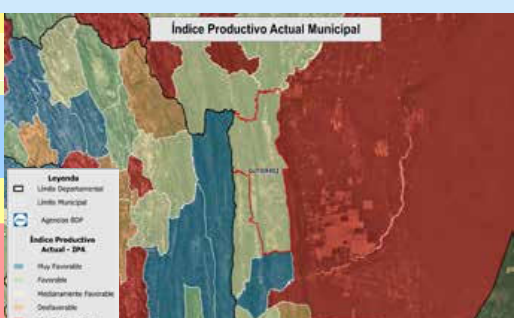 Índice Productivo Actual Municipal
GUTIÉRREZ
Leyenda
Límite Departamental
Límite Municipal
Agencias BDP
Índice Productivo
Actual - IPA
Muy Favorable
Favorable
Medianamente Favorable
Desfavorable